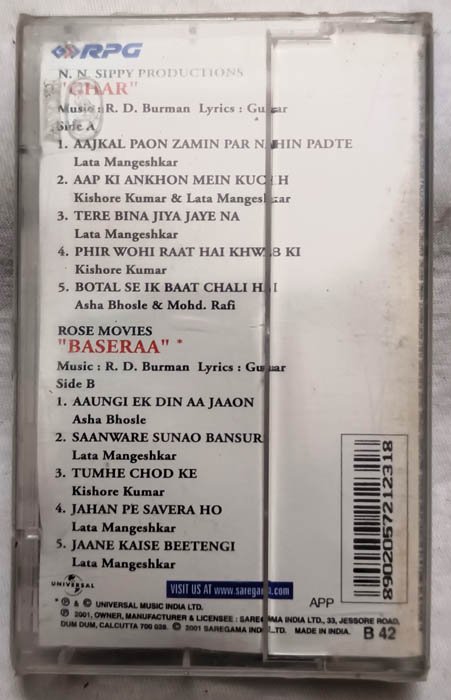 RPG
N. N. SIPPY PRODUCTIONS
"GHAR"
Music : R. D. Burman Lyrics :
Side A
1. AAJKAL PAON ZAMIN PAR NAHIN PADTE
Lata Mangeshkar
2. AAP KI ANKHON MEIN KUCHH
Kishore Kumar & Lata Mangeshkar
3. TERE BINA JIYA JAYE NA
Lata Mangeshkar
4. PHIR WOHI RAAT HAI KHWAB KI
Kishore Kumar
5. BOTAL SE IK BAAT CHALI HAI
Asha Bhosle & Mohd. Rafi
ROSE MOVIES
"BASERAA" *
Music : R. D. Burman Lyrics :
Side B
1. AAUNGI EK DIN AA JAAON
Asha Bhosle
2. SAANWARE SUNAO BANSURI
Lata Mangeshkar
3. TUMHE CHOD KE
Kishore Kumar
4. JAHAN PE SAVERA HO
Lata Mangeshkar
5. JAANE KAISE BEETENGI
Lata Mangeshkar
8902057212318
UNIVERSAL
VISIT US AT www.saregama.com
APP
* ℗ & © UNIVERSAL MUSIC INDIA LTD.
℗ 2001, OWNER, MANUFACTURER & LICENSEE : SAREGAMA INDIA LTD., 33, JESSORE ROAD,
DUM DUM, CALCUTTA 700 028. © 2001 SAREGAMA INDIA LTD. MADE IN INDIA. B 42